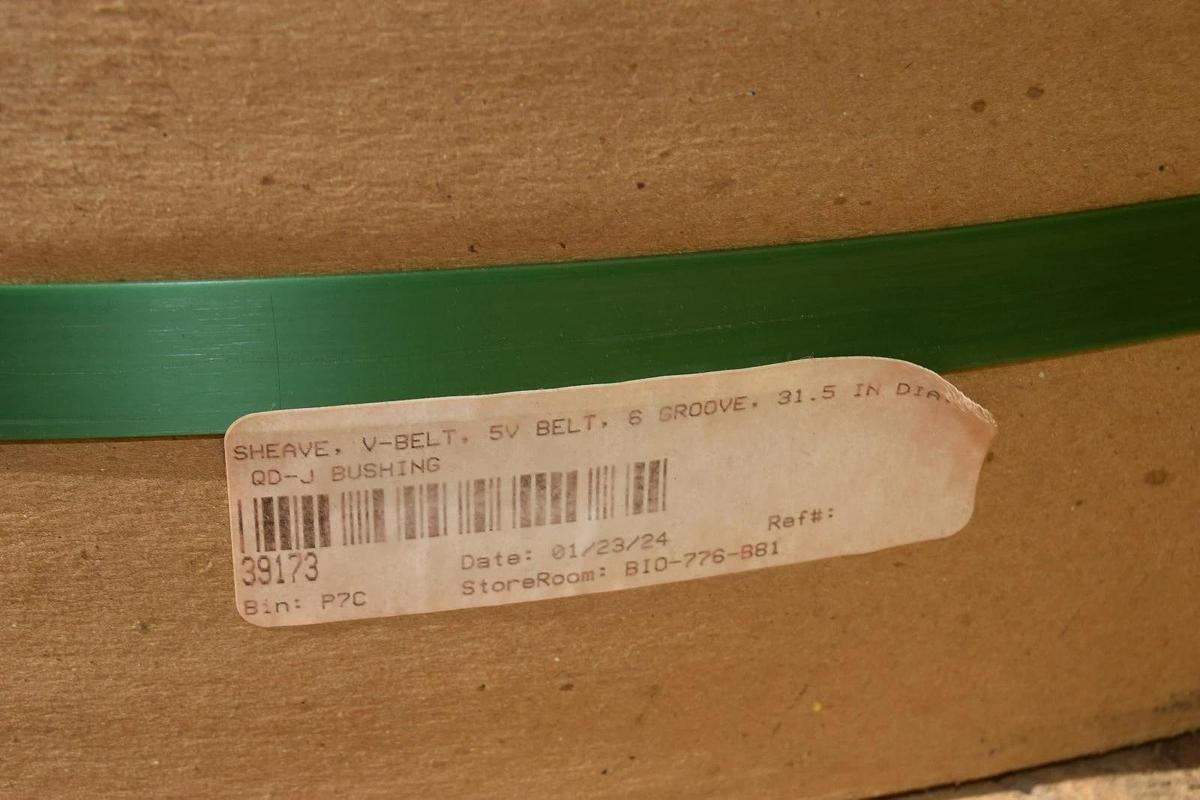 SHEAVE, V-BELT, 5V BELT, 6 GROOVE, 31.5 IN DIA.
QD-J BUSHING
39173
Date: 01/23/24
Ref#:
Bin: P7C
StoreRoom: BIO-776-B81